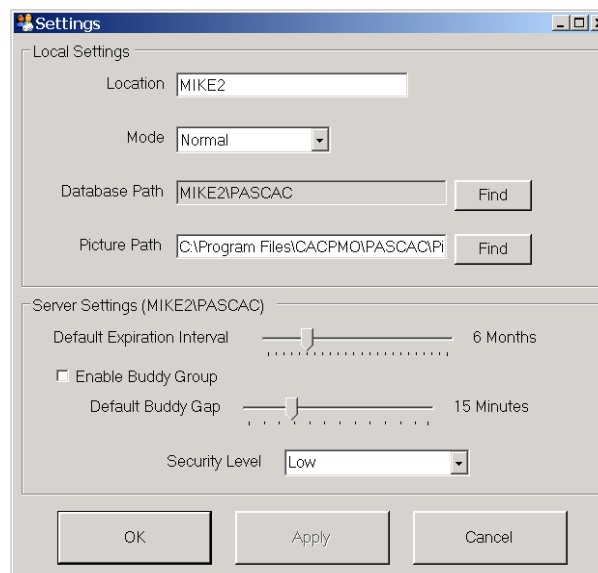 Settings
Local Settings
Location MIKE2
Mode Normal
Database Path MIKE2\PASCAC Find
Picture Path C:\Program Files\CACPMO\PASCAC\Pi Find
Server Settings (MIKE2\PASCAC)
Default Expiration Interval 6 Months
Enable Buddy Group
Default Buddy Gap 15 Minutes
Security Level Low
OK Apply Cancel